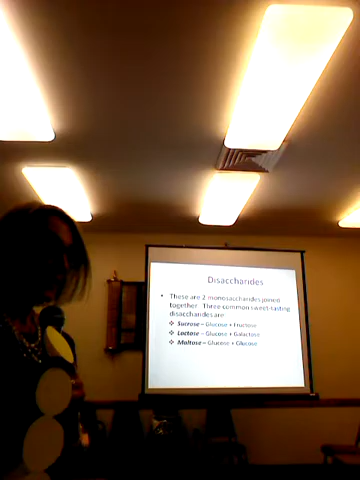 Disaccharides
• These are 2 monosaccharides joined
together. Three common sweet-tasting
disaccharides are
❖ Sucrose – Glucose + Fructose
❖ Lactose – Glucose + Galactose
❖ Maltose – Glucose + Glucose